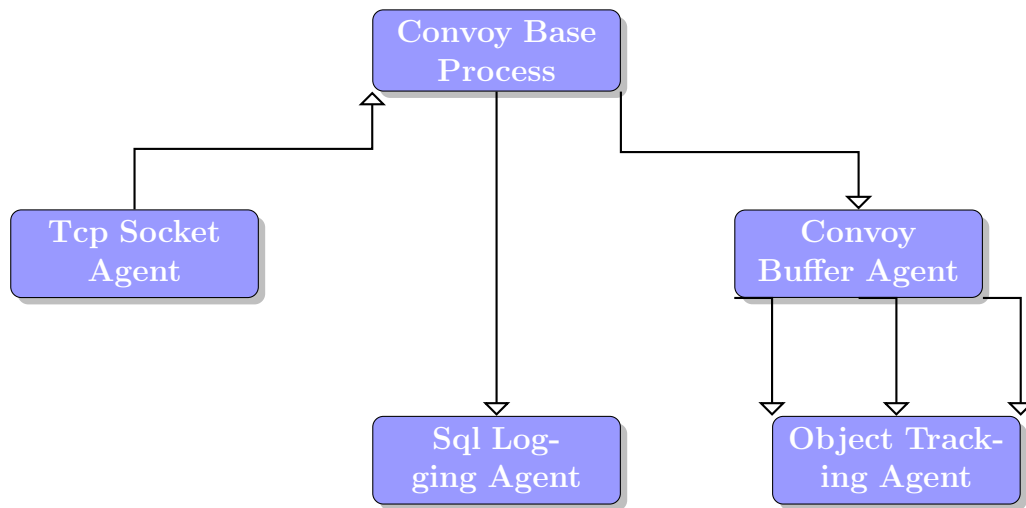 Convoy Base
Process
Tcp Socket
Agent
Convoy
Buffer Agent
Sql Log-
ging Agent
Object Track-
ing Agent